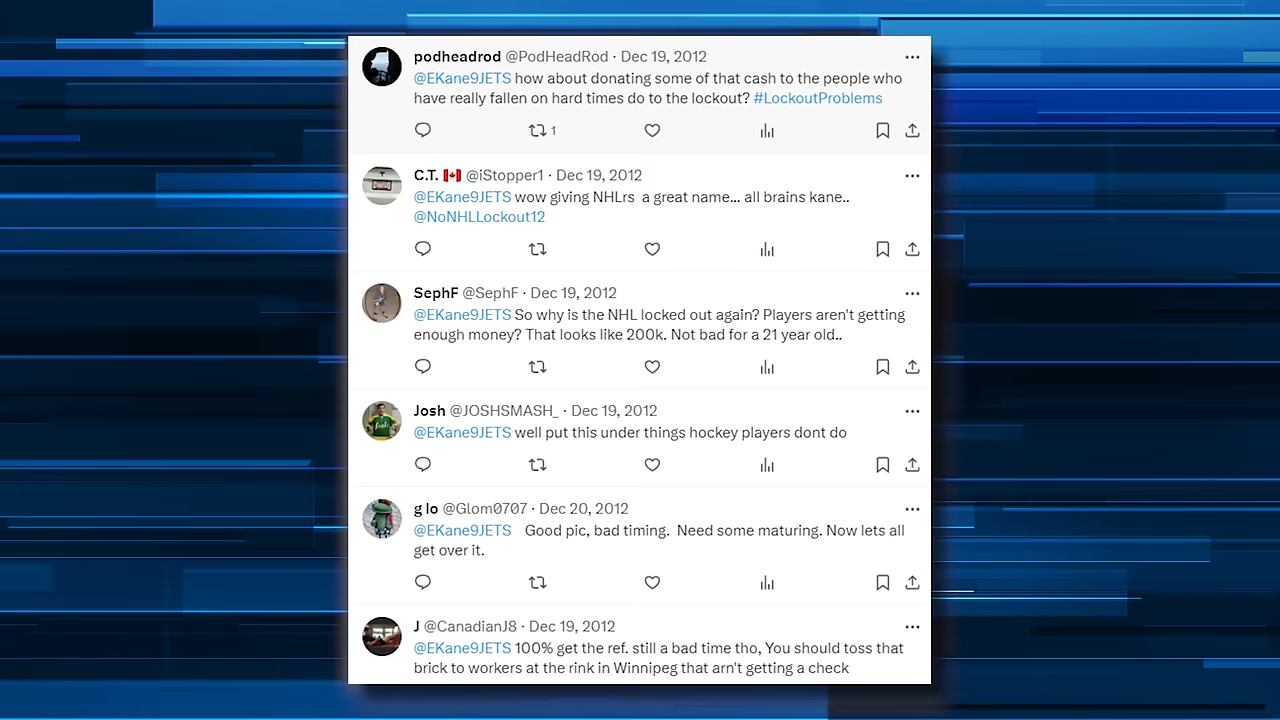 podheadrod @PodHeadRod · Dec 19, 2012
@EKane9JETS how about donating some of that cash to the people who
have really fallen on hard times do to the lockout? #LockoutProblems
1
C.T. 🇨🇦 @iStopper1 · Dec 19, 2012
@EKane9JETS wow giving NHLrs a great name... all brains kane..
@NoNHLLockout12
SephF @SephF · Dec 19, 2012
@EKane9JETS So why is the NHL locked out again? Players aren't getting
enough money? That looks like 200k. Not bad for a 21 year old..
Josh @JOSHSMASH_ · Dec 19, 2012
@EKane9JETS well put this under things hockey players dont do
g lo @Glom0707 · Dec 20, 2012
@EKane9JETS Good pic, bad timing. Need some maturing. Now lets all
get over it.
J @CanadianJ8 · Dec 19, 2012
@EKane9JETS 100% get the ref. still a bad time tho, You should toss that
brick to workers at the rink in Winnipeg that arn't getting a check